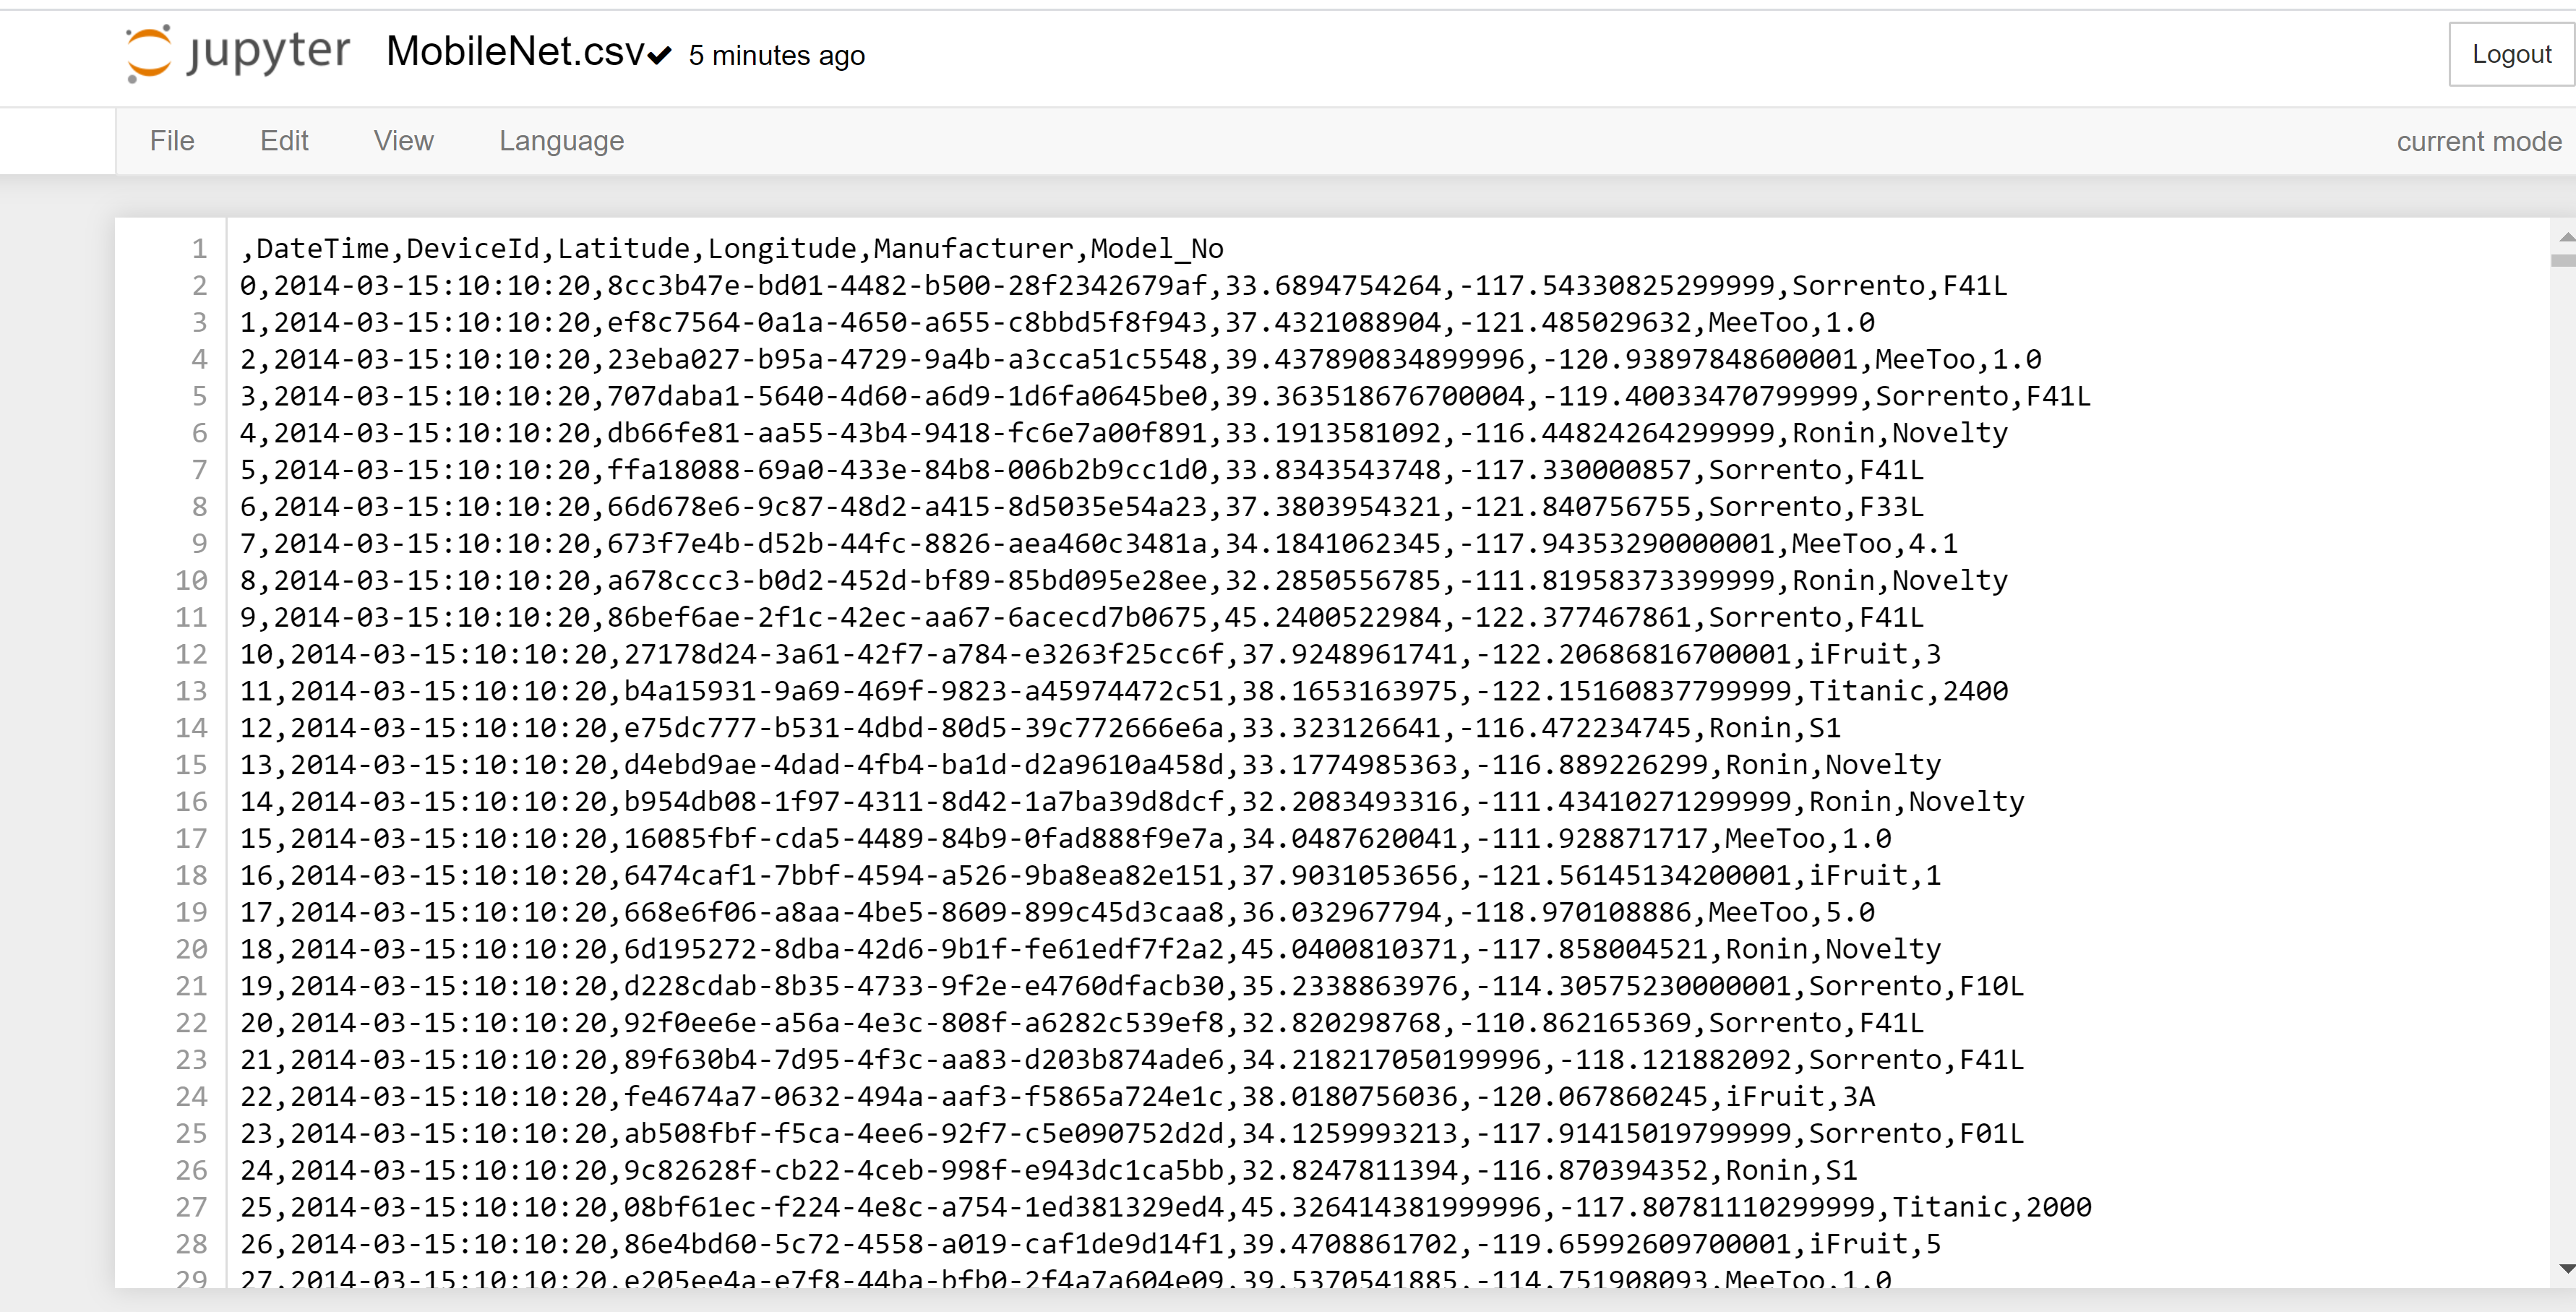 jupyter MobileNet.csv✔ 5 minutes ago Logout
File Edit View Language current mode
1 ,DateTime,DeviceId,Latitude,Longitude,Manufacturer,Model_No
2 0,2014-03-15:10:10:20,8cc3b47e-bd01-4482-b500-28f2342679af,33.6894754264,-117.54330825299999,Sorrento,F41L
3 1,2014-03-15:10:10:20,ef8c7564-0a1a-4650-a655-c8bbd5f8f943,37.4321088904,-121.485029632,MeeToo,1.0
4 2,2014-03-15:10:10:20,23eba027-b95a-4729-9a4b-a3cca51c5548,39.437890834899996,-120.93897848600001,MeeToo,1.0
5 3,2014-03-15:10:10:20,707daba1-5640-4d60-a6d9-1d6fa0645be0,39.363518676700004,-119.40033470799999,Sorrento,F41L
6 4,2014-03-15:10:10:20,db66fe81-aa55-43b4-9418-fc6e7a00f891,33.1913581092,-116.44824264299999,Ronin,Novelty
7 5,2014-03-15:10:10:20,ffa18088-69a0-433e-84b8-006b2b9cc1d0,33.8343543748,-117.330000857,Sorrento,F41L
8 6,2014-03-15:10:10:20,66d678e6-9c87-48d2-a415-8d5035e54a23,37.3803954321,-121.840756755,Sorrento,F33L
9 7,2014-03-15:10:10:20,673f7e4b-d52b-44fc-8826-aea460c3481a,34.1841062345,-117.94353290000001,MeeToo,4.1
10 8,2014-03-15:10:10:20,a678ccc3-b0d2-452d-bf89-85bd095e28ee,32.2850556785,-111.81958373399999,Ronin,Novelty
11 9,2014-03-15:10:10:20,86bef6ae-2f1c-42ec-aa67-6acecd7b0675,45.2400522984,-122.377467861,Sorrento,F41L
12 10,2014-03-15:10:10:20,27178d24-3a61-42f7-a784-e3263f25cc6f,37.9248961741,-122.20686816700001,iFruit,3
13 11,2014-03-15:10:10:20,b4a15931-9a69-469f-9823-a45974472c51,38.1653163975,-122.15160837799999,Titanic,2400
14 12,2014-03-15:10:10:20,e75dc777-b531-4dbd-80d5-39c772666e6a,33.323126641,-116.472234745,Ronin,S1
15 13,2014-03-15:10:10:20,d4ebd9ae-4dad-4fb4-ba1d-d2a9610a458d,33.1774985363,-116.889226299,Ronin,Novelty
16 14,2014-03-15:10:10:20,b954db08-1f97-4311-8d42-1a7ba39d8dcf,32.2083493316,-111.43410271299999,Ronin,Novelty
17 15,2014-03-15:10:10:20,16085fbf-cda5-4489-84b9-0fad888f9e7a,34.0487620041,-111.928871717,MeeToo,1.0
18 16,2014-03-15:10:10:20,6474caf1-7bbf-4594-a526-9ba8ea82e151,37.9031053656,-121.56145134200001,iFruit,1
19 17,2014-03-15:10:10:20,668e6f06-a8aa-4be5-8609-899c45d3caa8,36.032967794,-118.970108886,MeeToo,5.0
20 18,2014-03-15:10:10:20,6d195272-8dba-42d6-9b1f-fe61edf7f2a2,45.0400810371,-117.858004521,Ronin,Novelty
21 19,2014-03-15:10:10:20,d228cdab-8b35-4733-9f2e-e4760dfacb30,35.2338863976,-114.30575230000001,Sorrento,F10L
22 20,2014-03-15:10:10:20,92f0ee6e-a56a-4e3c-808f-a6282c539ef8,32.820298768,-110.862165369,Sorrento,F41L
23 21,2014-03-15:10:10:20,89f630b4-7d95-4f3c-aa83-d203b874ade6,34.218217050199996,-118.121882092,Sorrento,F41L
24 22,2014-03-15:10:10:20,fe4674a7-0632-494a-aaf3-f5865a724e1c,38.0180756036,-120.067860245,iFruit,3A
25 23,2014-03-15:10:10:20,ab508fbf-f5ca-4ee6-92f7-c5e090752d2d,34.1259993213,-117.91415019799999,Sorrento,F01L
26 24,2014-03-15:10:10:20,9c82628f-cb22-4ceb-998f-e943dc1ca5bb,32.8247811394,-116.870394352,Ronin,S1
27 25,2014-03-15:10:10:20,08bf61ec-f224-4e8c-a754-1ed381329ed4,45.326414381999996,-117.80781110299999,Titanic,2000
28 26,2014-03-15:10:10:20,86e4bd60-5c72-4558-a019-caf1de9d14f1,39.4708861702,-119.65992609700001,iFruit,5
29 27,2014-03-15:10:10:20,e205ee4a-e7f8-44ba-bfb0-2f4a7a604e09,39.5370541885,-114.751908093,MeeToo,1.0